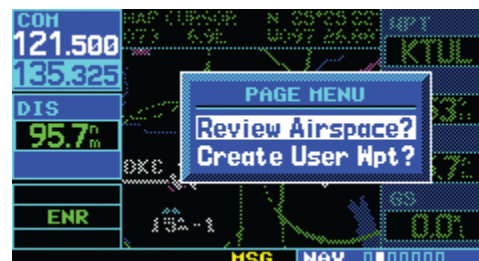 COM
121.500
135.325
MAP CURSOR
WPT
KTUL
DIS
95.7
PAGE MENU
Review Airspace?
Create User Wpt?
OKC
GS
ENR
0.0
MSG NAV